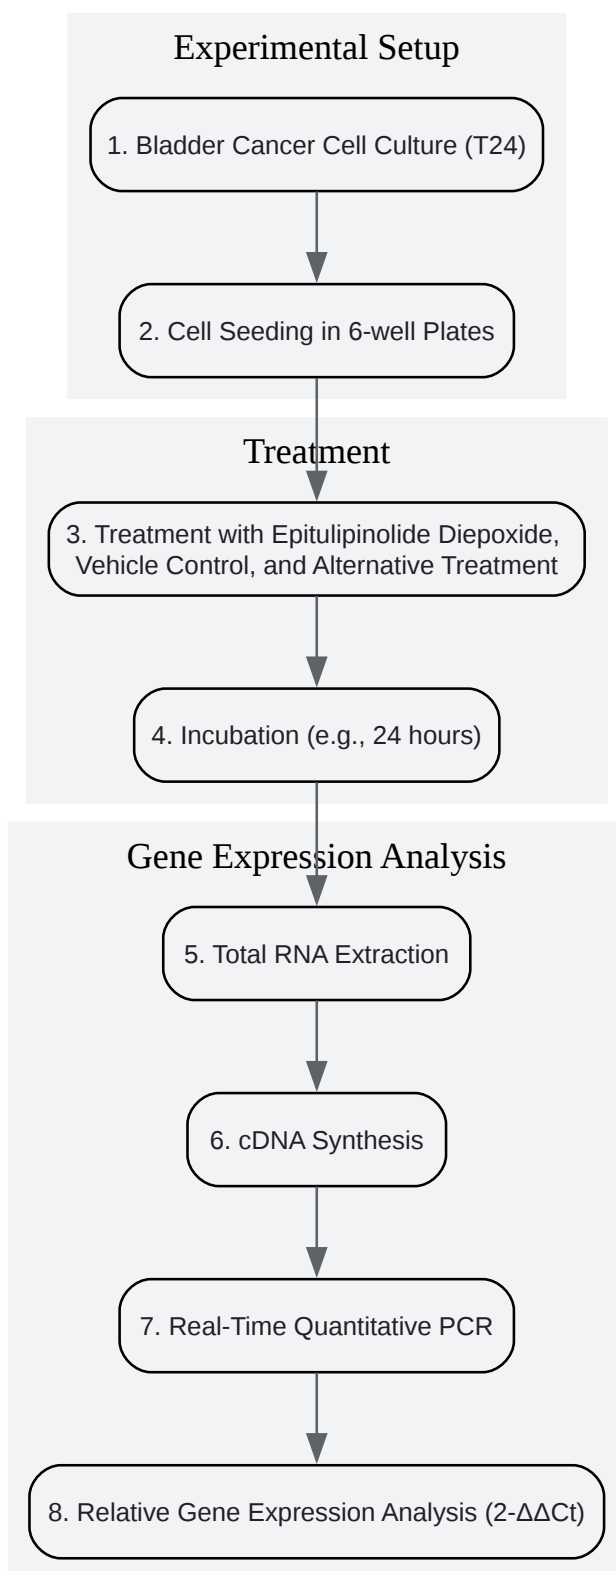 Experimental Setup
1. Bladder Cancer Cell Culture (T24)
2. Cell Seeding in 6-well Plates
Treatment
3. Treatment with Epitulipinolide Diepoxide,
Vehicle Control, and Alternative Treatment
4. Incubation (e.g., 24 hours)
Gene Expression Analysis
5. Total RNA Extraction
6. cDNA Synthesis
7. Real-Time Quantitative PCR
8. Relative Gene Expression Analysis (2-ΔΔCt)